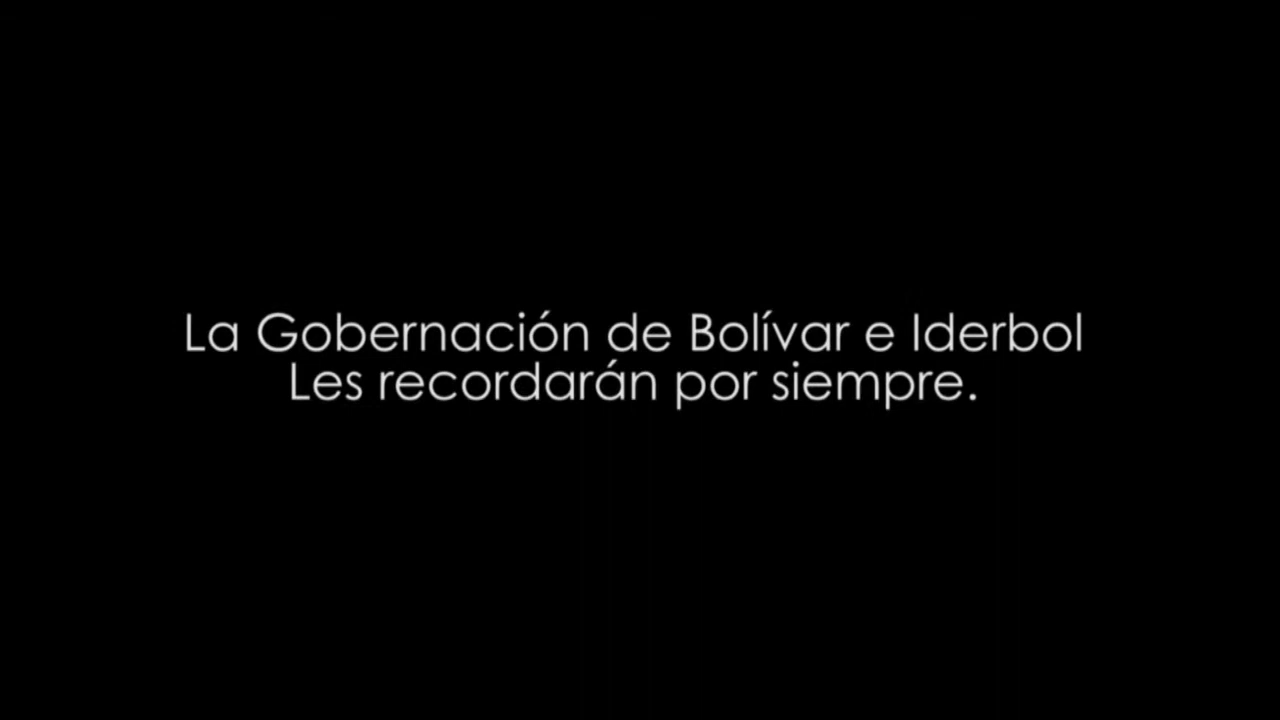 La Gobernación de Bolívar e Iderbol
Les recordarán por siempre.